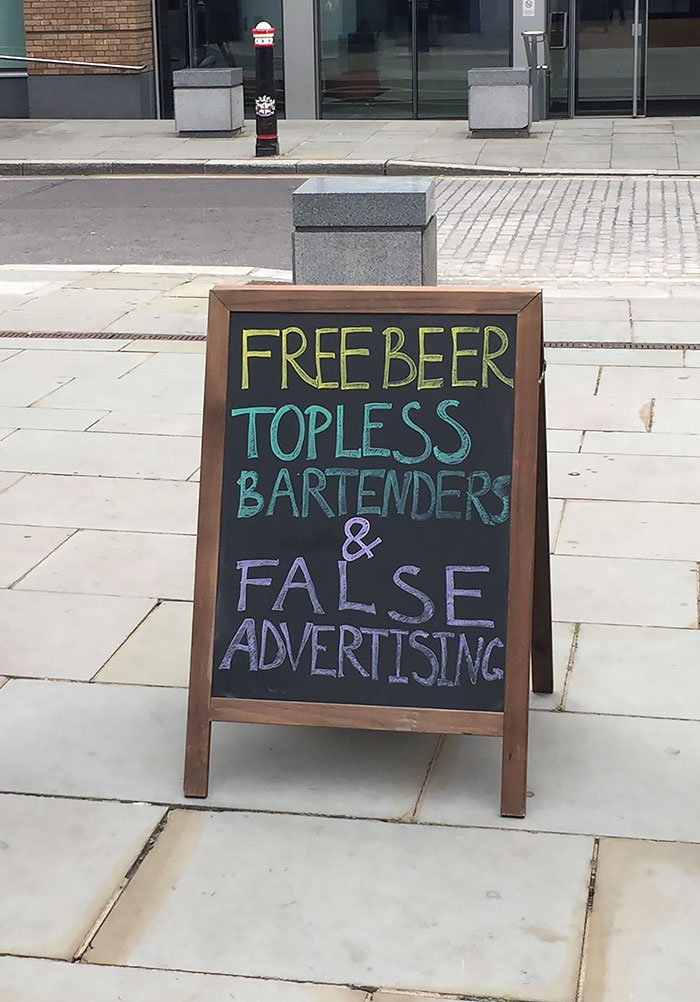 FREE BEER
TOPLESS
BARTENDERS
&
FALSE
ADVERTISING